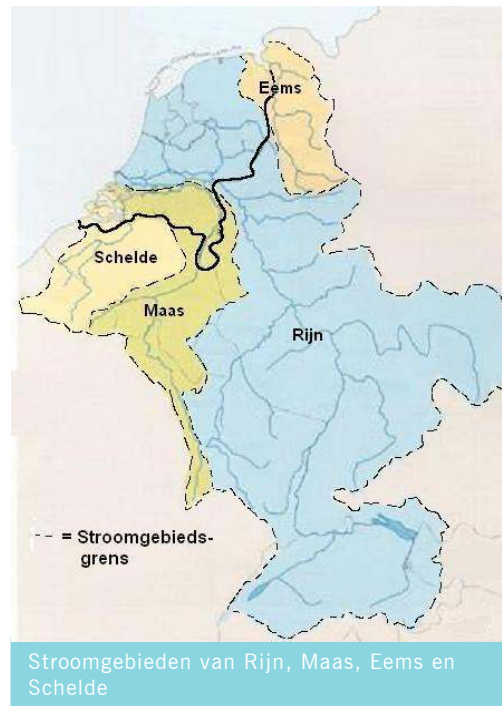 Eems
Schelde
Maas
Rijn
-- = Stroomgebieds-
grens
Stroomgebieden van Rijn, Maas, Eems en
Schelde